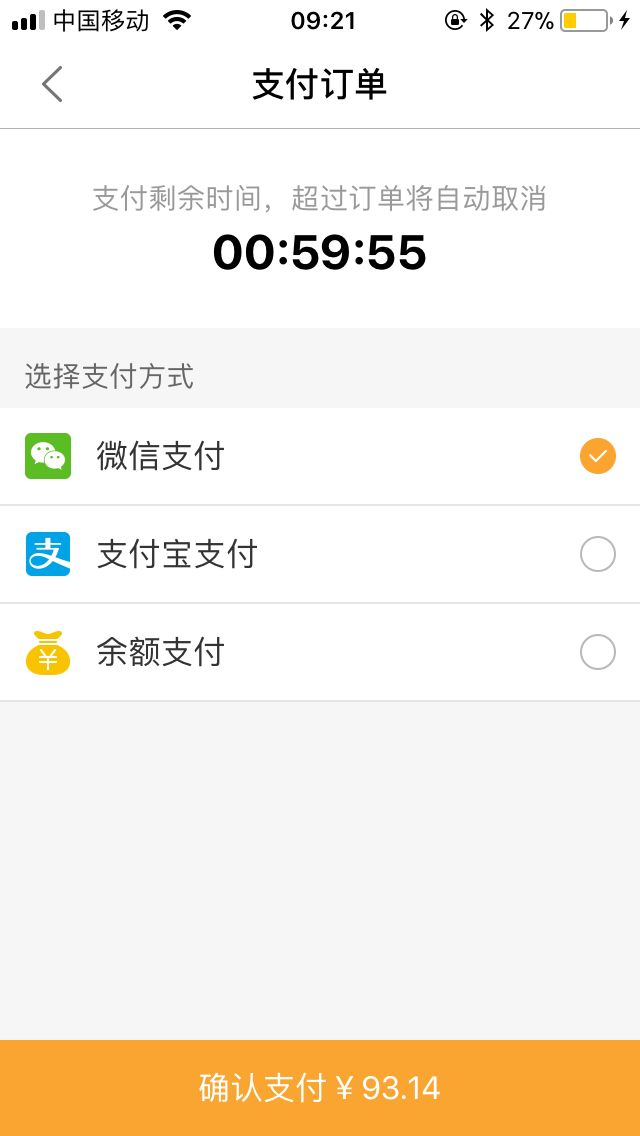 中国移动 09:21 27%
支付订单
支付剩余时间，超过订单将自动取消
00:59:55
选择支付方式
微信支付
支 支付宝支付
¥ 余额支付
确认支付 ¥ 93.14